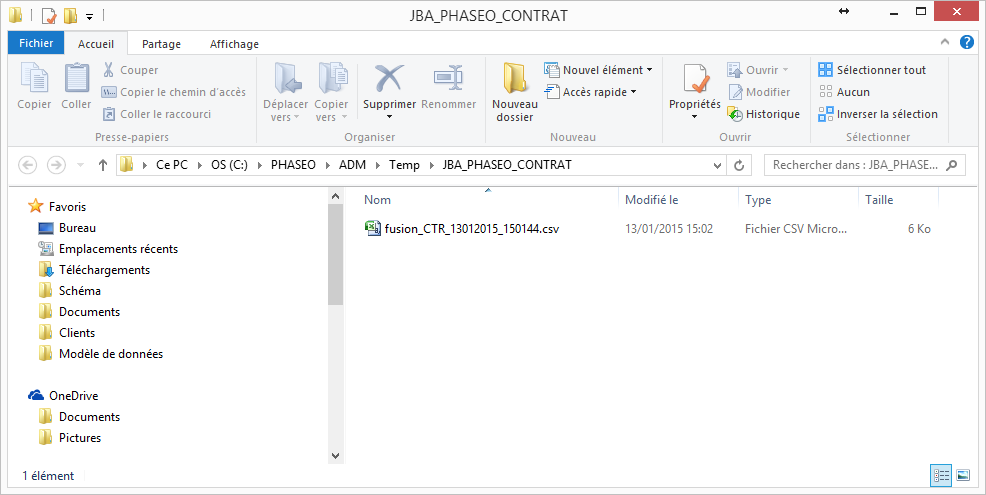 JBA_PHASEO_CONTRAT
Fichier Accueil Partage Affichage
Copier
Coller
Couper
Copier le chemin d'accès
Coller le raccourci
Presse-papiers
Déplacer vers
Copier vers
Supprimer
Renommer
Organiser
Nouveau dossier
Nouvel élément
Accès rapide
Nouveau
Propriétés
Ouvrir
Modifier
Historique
Ouvrir
Sélectionner tout
Aucun
Inverser la sélection
Sélectionner
Ce PC OS (C:) PHASEO ADM Temp JBA_PHASEO_CONTRAT
Rechercher dans : JBA_PHASE...
Favoris
Bureau
Emplacements récents
Téléchargements
Schéma
Documents
Clients
Modèle de données
OneDrive
Documents
Pictures
Nom Modifié le Type Taille
fusion_CTR_13012015_150144.csv 13/01/2015 15:02 Fichier CSV Micro... 6 Ko
1 élément